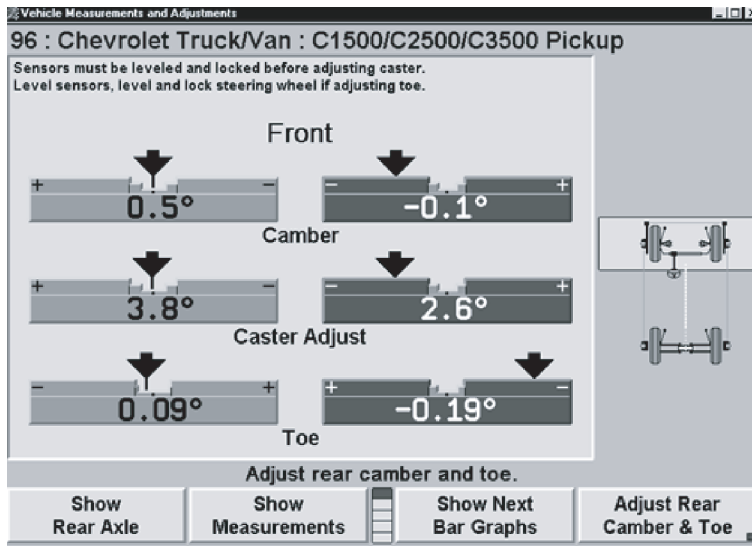 Vehicle Measurements and Adjustments
96 : Chevrolet Truck/Van : C1500/C2500/C3500 Pickup
Sensors must be leveled and locked before adjusting caster.
Level sensors, level and lock steering wheel if adjusting toe.
Front
+ − − +
0.5° -0.1°
Camber
+ − − +
3.8° 2.6°
Caster Adjust
− + + −
0.09° -0.19°
Toe
Adjust rear camber and toe.
Show Show Show Next Adjust Rear
Rear Axle Measurements Bar Graphs Camber & Toe